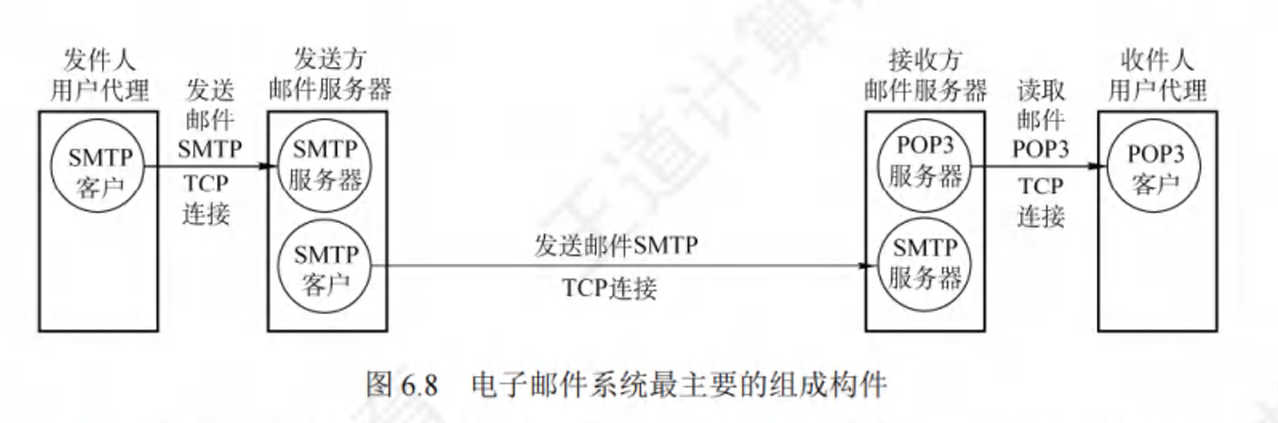 发件人
用户代理
发送方
邮件服务器
接收方
邮件服务器
收件人
用户代理
发送
邮件
SMTP
TCP
连接
读取
邮件
POP3
TCP
连接
SMTP
客户
SMTP
服务器
POP3
服务器
POP3
客户
SMTP
客户
发送邮件SMTP
TCP连接
SMTP
服务器
图 6.8 电子邮件系统最主要的组成构件
王道计算